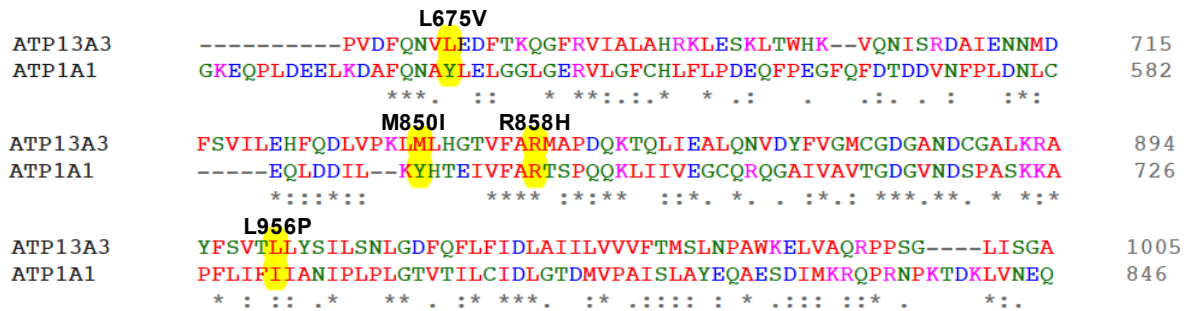 L675V
ATP13A3 ----------PVDFQNVLEDFTKQGFRVIALAHRKLESKLTWHK--VQNISRDAIENNMD 715
ATP1A1 GKEQPLDEELKDAFQNAYLELGGLGERVLGFCHLFLPDEQFPEGFQFDTDDVNFPLDNLC 582
***. :: * **:.:.* * .: . .:. . :*:
M850I R858H
ATP13A3 FSVILEHFQDLVPKLMLHGTVFARMAPDQKTQLIEALQNVDYFVGMCGDGANDCGALKRA 894
ATP1A1 -----EQLDDIL--KYHTEIVFARTSPQQKLIIVEGCQRQGAIVAVTGDGVNDSPASKKA 726
*:::*:: **** :*:** ::*. *. . :*.: ***.**. * *:*
L956P
ATP13A3 YFSVTLLYSILSNLGDFQFLFIDLAIILVVVFTMSLNPAWKELVAQRPPSG----LISGA 1005
ATP1A1 PFLIFIIANIPLPLGTVTILCIDLGTDMVPAISLAYEQAESDIMKRQPRNPKTDKLVNEQ 846
* : :: .* ** . :* ***. :* .:::: : * .::: ::* . *:.